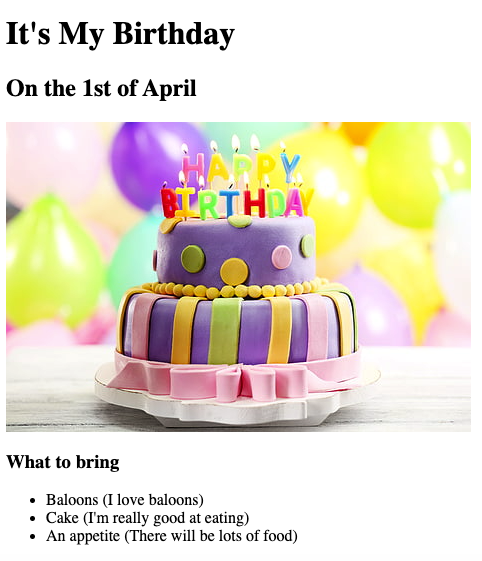 It's My Birthday
On the 1st of April
HAPPY
BIRTHDAY
What to bring
Baloons (I love baloons)
Cake (I'm really good at eating)
An appetite (There will be lots of food)